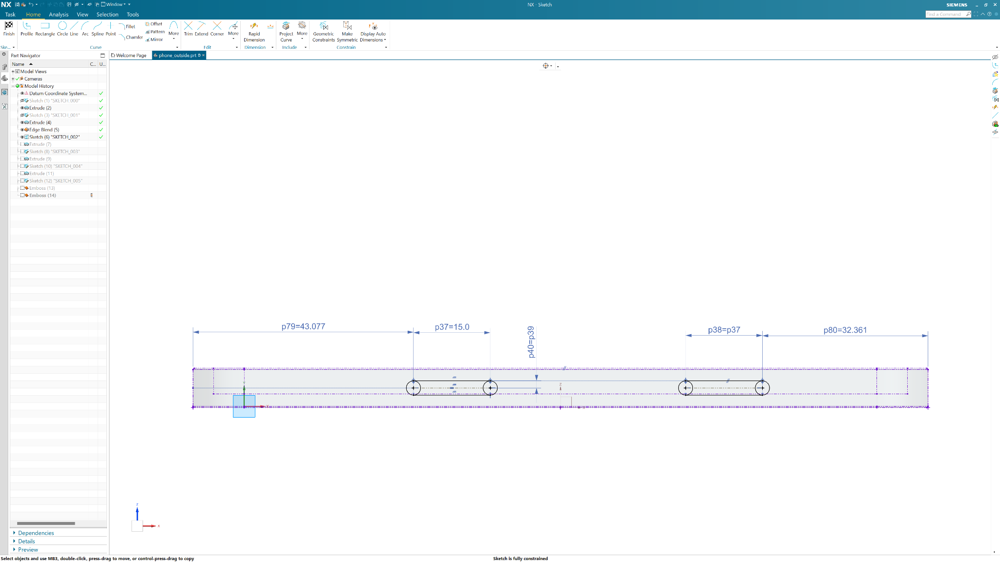 NX
Window
NX - Sketch
SIEMENS
Task
Home
Analysis
View
Selection
Tools
Find a Command
Finish
Profile
Rectangle
Circle
Line
Arc
Spline
Point
Fillet
Chamfer
Offset
Pattern
Mirror
More
Trim
Extend
Corner
More
Rapid
Dimension
Project
Curve
More
Geometric
Constraints
Make
Symmetric
Display Auto
Dimensions
Ske...
Curve
Edit
Dimension
Include
Constrain
Part Navigator
Welcome Page
phone_outside.prt
Name
C...
U...
Model Views
Cameras
Model History
Datum Coordinate System...
Sketch (1) "SKETCH_000"
Extrude (2)
Sketch (3) "SKETCH_001"
Extrude (4)
Edge Blend (5)
Sketch (6) "SKETCH_002"
Extrude (7)
Sketch (8) "SKETCH_003"
Extrude (9)
Sketch (10) "SKETCH_004"
Extrude (11)
Sketch (12) "SKETCH_005"
Emboss (13)
Emboss (14)
p79=43.077
p37=15.0
p40=p39
p38=p37
p80=32.361
Y
X
Z
X
Z
X
Dependencies
Details
Preview
Select objects and use MB3, double-click, press-drag to move, or control-press-drag to copy
Sketch is fully constrained